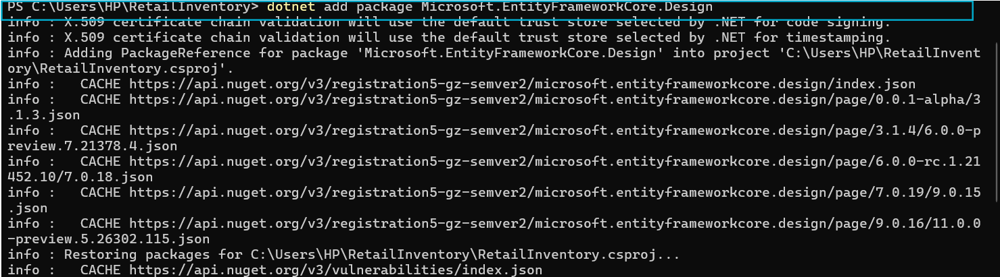 PS C:\Users\HP\RetailInventory> dotnet add package Microsoft.EntityFrameworkCore.Design
info : X.509 certificate chain validation will use the default trust store selected by .NET for code signing.
info : X.509 certificate chain validation will use the default trust store selected by .NET for timestamping.
info : Adding PackageReference for package 'Microsoft.EntityFrameworkCore.Design' into project 'C:\Users\HP\RetailInvent
ory\RetailInventory.csproj'.
info :   CACHE https://api.nuget.org/v3/registration5-gz-semver2/microsoft.entityframeworkcore.design/index.json
info :   CACHE https://api.nuget.org/v3/registration5-gz-semver2/microsoft.entityframeworkcore.design/page/0.0.1-alpha/3
.1.3.json
info :   CACHE https://api.nuget.org/v3/registration5-gz-semver2/microsoft.entityframeworkcore.design/page/3.1.4/6.0.0-p
review.7.21378.4.json
info :   CACHE https://api.nuget.org/v3/registration5-gz-semver2/microsoft.entityframeworkcore.design/page/6.0.0-rc.1.21
452.10/7.0.18.json
info :   CACHE https://api.nuget.org/v3/registration5-gz-semver2/microsoft.entityframeworkcore.design/page/7.0.19/9.0.15
.json
info :   CACHE https://api.nuget.org/v3/registration5-gz-semver2/microsoft.entityframeworkcore.design/page/9.0.16/11.0.0
-preview.5.26302.115.json
info : Restoring packages for C:\Users\HP\RetailInventory\RetailInventory.csproj...
info :   CACHE https://api.nuget.org/v3/vulnerabilities/index.json